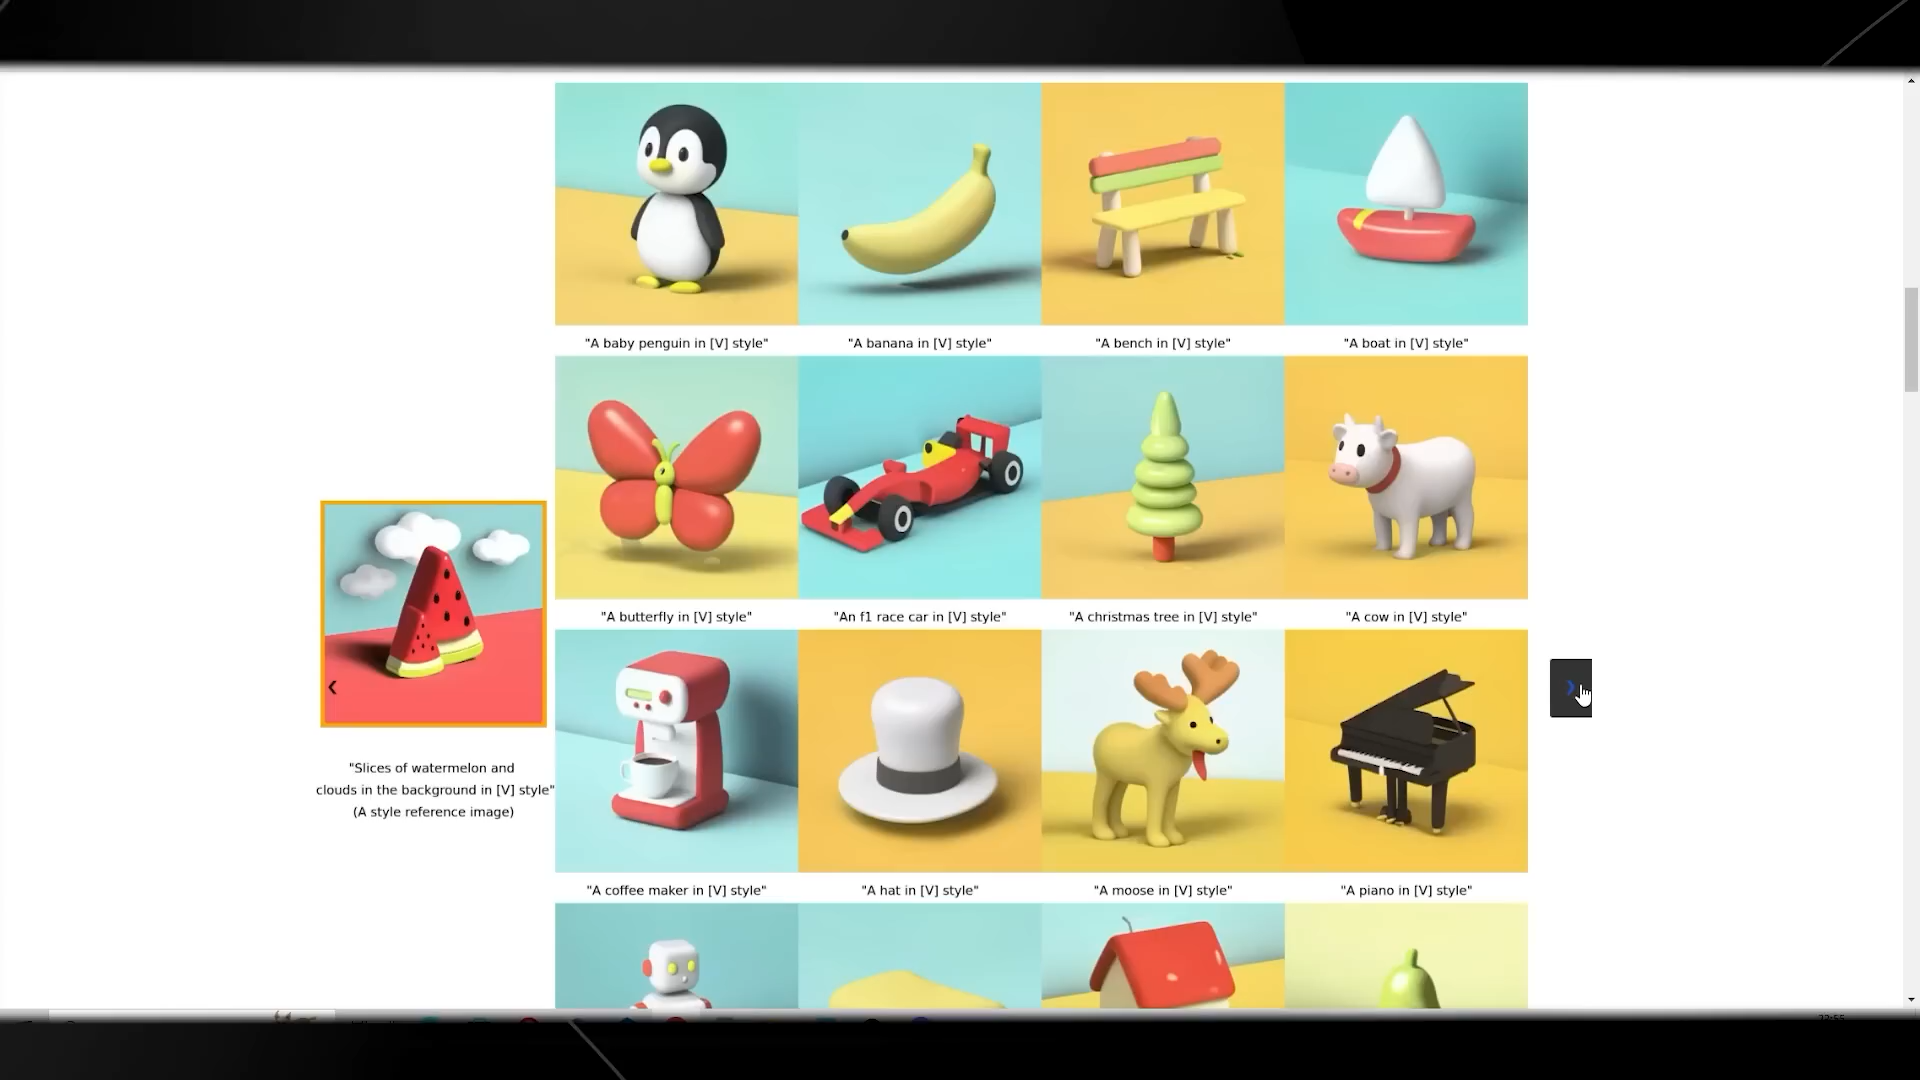 "A baby penguin in [V] style"
"A banana in [V] style"
"A bench in [V] style"
"A boat in [V] style"
"A butterfly in [V] style"
"An f1 race car in [V] style"
"A christmas tree in [V] style"
"A cow in [V] style"
"Slices of watermelon and
clouds in the background in [V] style"
(A style reference image)
"A coffee maker in [V] style"
"A hat in [V] style"
"A moose in [V] style"
"A piano in [V] style"